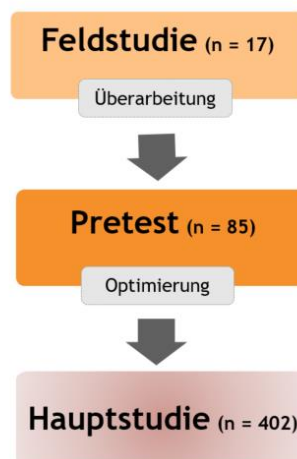 Feldstudie (n = 17)
Überarbeitung
Pretest (n = 85)
Optimierung
Hauptstudie (n = 402)